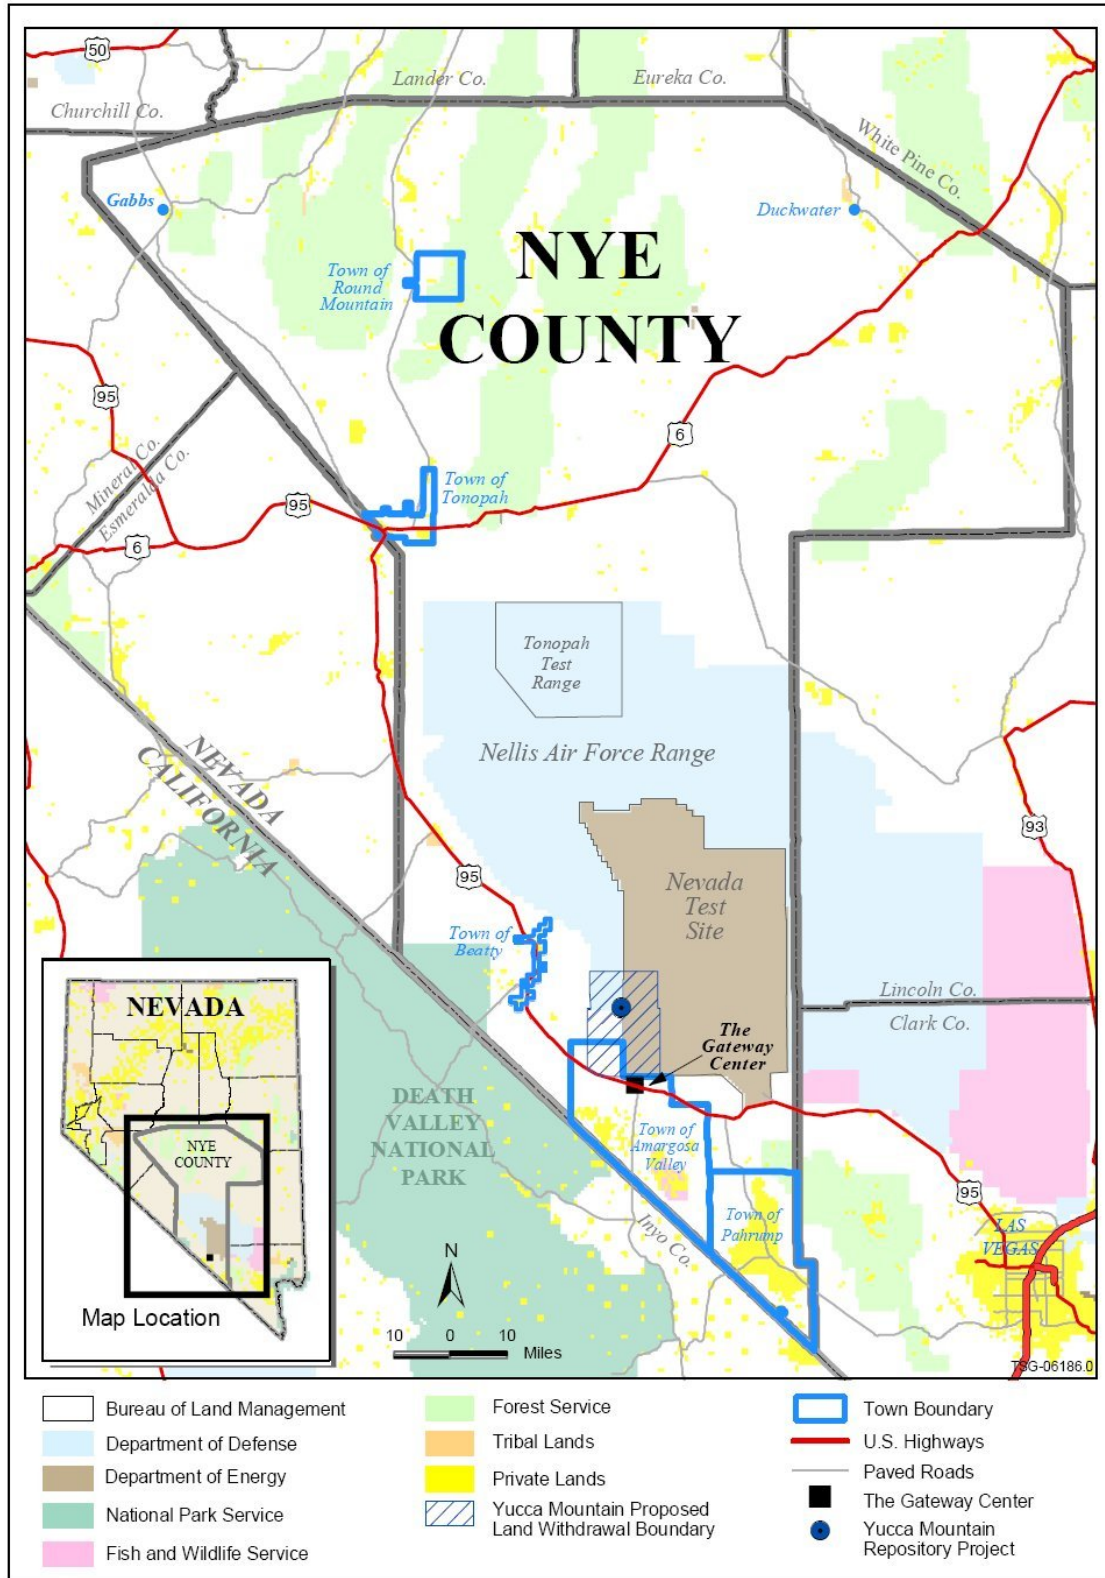 50
Lander Co.
Eureka Co.
Churchill Co.
White Pine Co.
Gabbs
Duckwater
NYE
COUNTY
Town of
Round
Mountain
95
6
Mineral Co.
Esmeralda Co.
Town of
Tonopah
95
6
Tonopah
Test
Range
Nellis Air Force Range
NEVADA
CALIFORNIA
93
95
Nevada
Test
Site
Town of
Beatty
Lincoln Co.
Clark Co.
The
Gateway
Center
DEATH
VALLEY
NATIONAL
PARK
Town of
Amargosa
Valley
95
Inyo Co.
Town of
Pahrump
LAS
VEGAS
NEVADA
NYE
COUNTY
Map Location
N
10 0 10
Miles
TSG-06186.0
Bureau of Land Management
Department of Defense
Department of Energy
National Park Service
Fish and Wildlife Service
Forest Service
Tribal Lands
Private Lands
Yucca Mountain Proposed
Land Withdrawal Boundary
Town Boundary
U.S. Highways
Paved Roads
The Gateway Center
Yucca Mountain
Repository Project